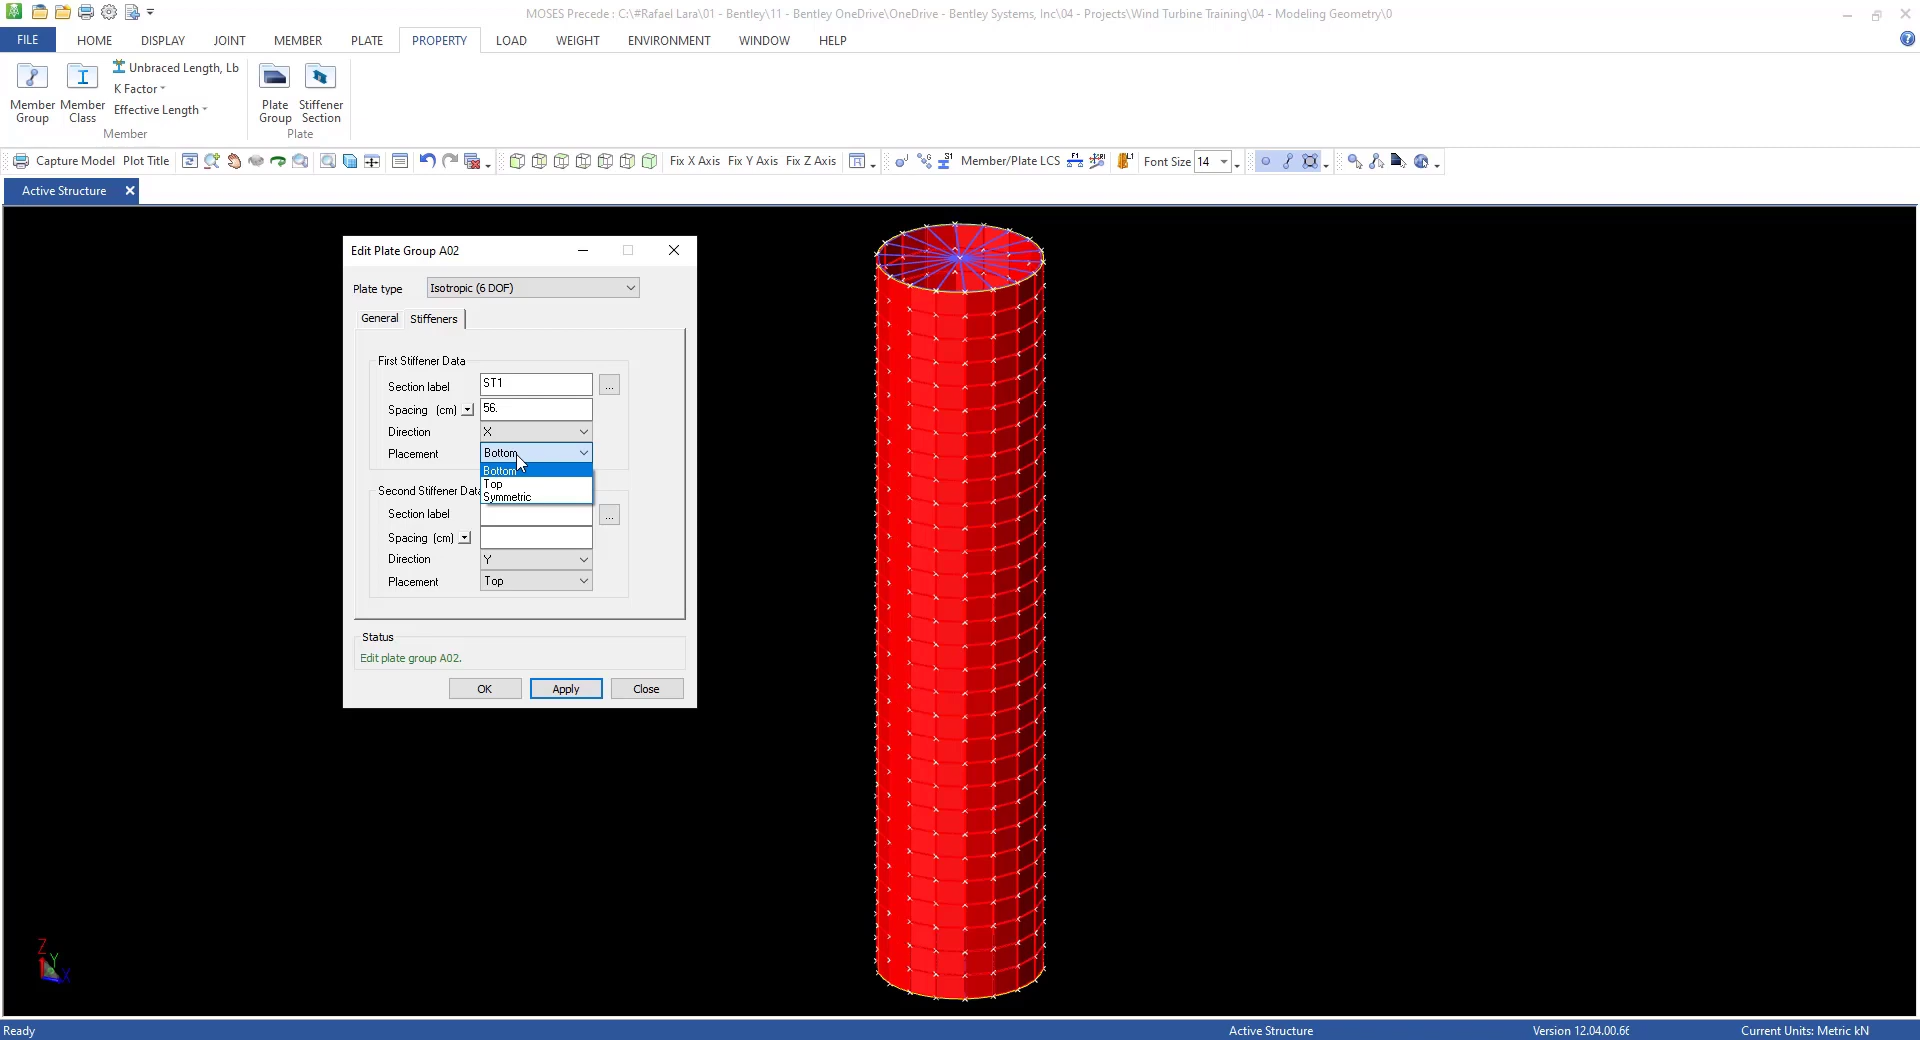 MOSES Precede : C:\#Rafael Lara\01 - Bentley\11 - Bentley OneDrive\OneDrive - Bentley Systems, Inc\04 - Projects\Wind Turbine Training\04 - Modeling Geometry\0
FILE HOME DISPLAY JOINT MEMBER PLATE PROPERTY LOAD WEIGHT ENVIRONMENT WINDOW HELP
Unbraced Length, Lb
K Factor
Effective Length
Member Group
Member Class
Plate Group
Stiffener Section
Member
Plate
Capture Model Plot Title Fix X Axis Fix Y Axis Fix Z Axis Member/Plate LCS Font Size 14
Active Structure
Edit Plate Group A02
Plate type Isotropic (6 DOF)
General Stiffeners
First Stiffener Data
Section label ST1 ...
Spacing (cm) 56.
Direction X
Placement Bottom
Bottom
Top
Symmetric
Second Stiffener Data
Section label ...
Spacing (cm)
Direction Y
Placement Top
Status
Edit plate group A02.
OK Apply Close
Z
Y
X
Ready Active Structure Version 12.04.00.66 Current Units: Metric kN